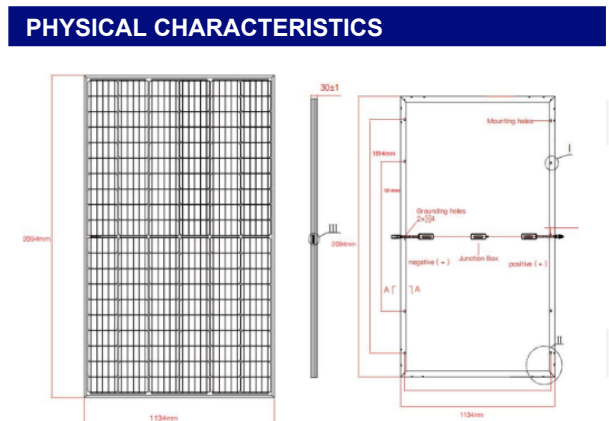 PHYSICAL CHARACTERISTICS
30±1
Mounting holes
I
Grounding holes
2094mm
III
2094mm
negative ( - )
Junction Box
positive ( + )
A
A
II
1134mm
1134mm